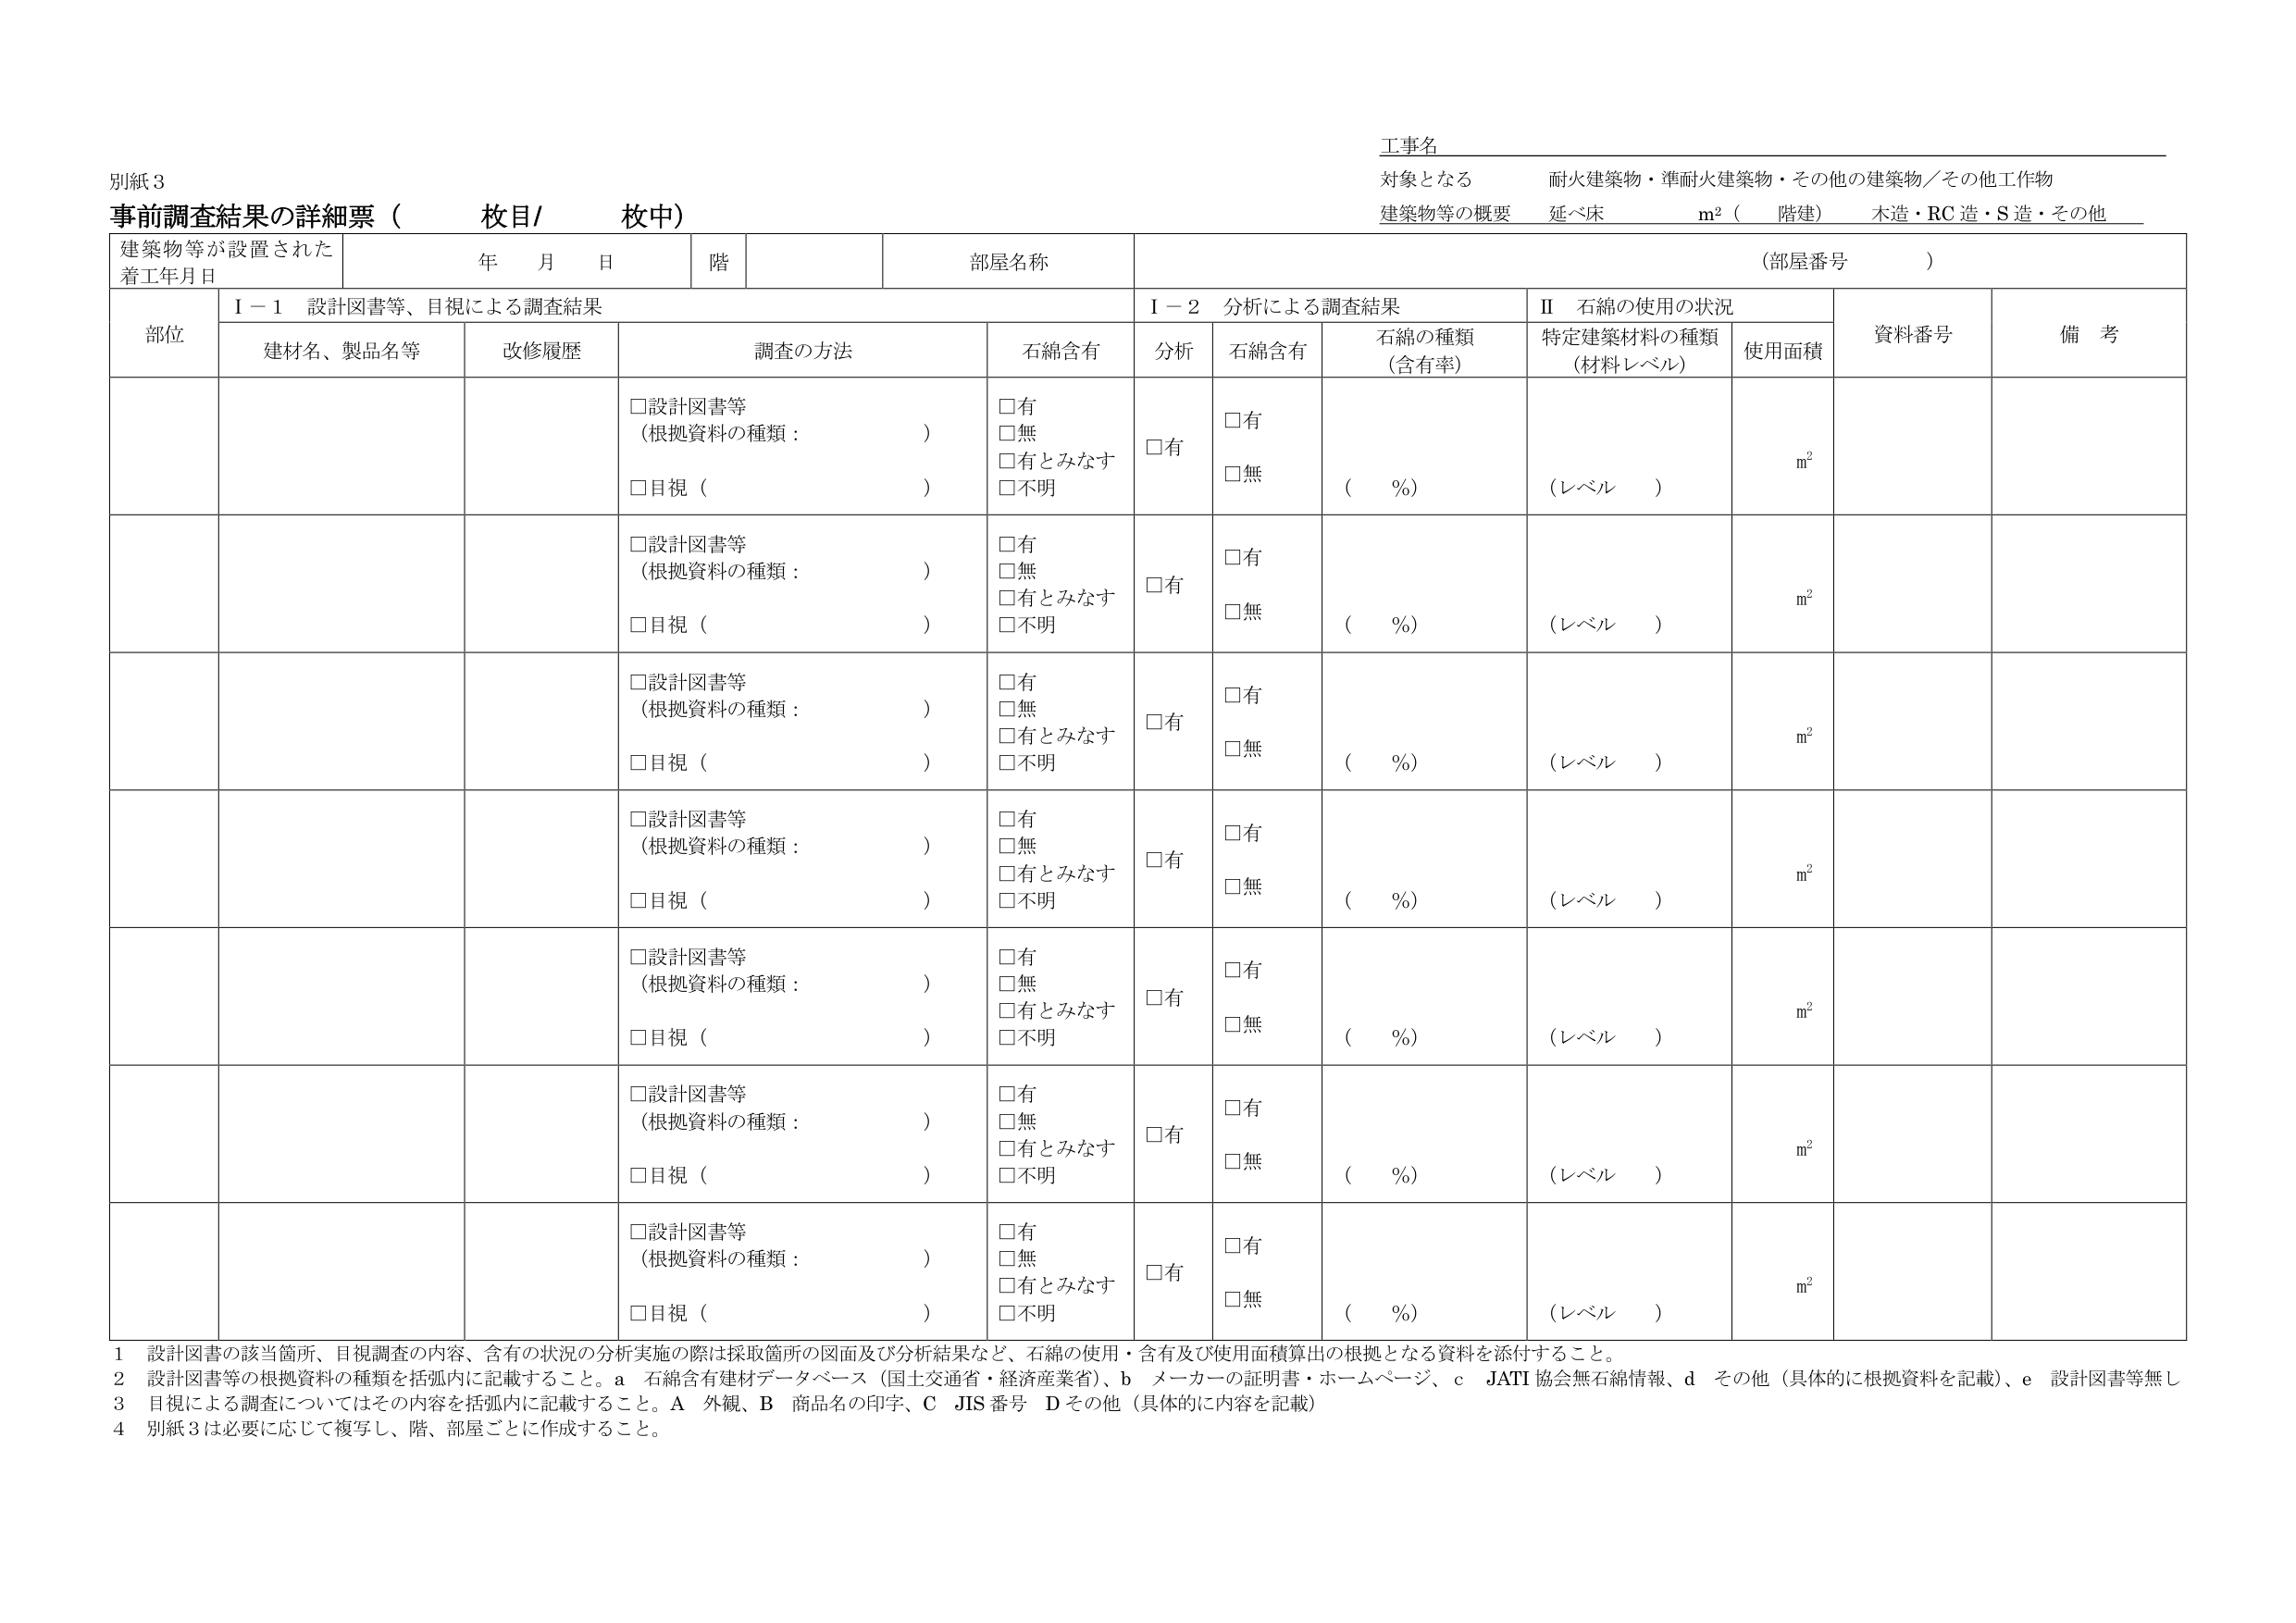 工事名
別紙３
対象となる　耐火建築物・準耐火建築物・その他の建築物／その他工作物
事前調査結果の詳細票（　　枚目/　　枚中）
建築物等の概要　延べ床　　m²（　階建）　木造・RC 造・S 造・その他
建築物等が設置された
着工年月日
年　月　日
階
部屋名称
（部屋番号　　）
部位
Ⅰ－１　設計図書等、目視による調査結果
Ⅰ－２　分析による調査結果
Ⅱ　石綿の使用の状況
資料番号
備　考
建材名、製品名等
改修履歴
調査の方法
石綿含有
分析
石綿含有
石綿の種類
（含有率）
特定建築材料の種類
（材料レベル）
使用面積
□設計図書等
（根拠資料の種類：　　）
□目視（　　）
□有
□無
□有とみなす
□不明
□有
□有
□無
（　％）
（レベル　）
㎡
□設計図書等
（根拠資料の種類：　　）
□目視（　　）
□有
□無
□有とみなす
□不明
□有
□有
□無
（　％）
（レベル　）
㎡
□設計図書等
（根拠資料の種類：　　）
□目視（　　）
□有
□無
□有とみなす
□不明
□有
□有
□無
（　％）
（レベル　）
㎡
□設計図書等
（根拠資料の種類：　　）
□目視（　　）
□有
□無
□有とみなす
□不明
□有
□有
□無
（　％）
（レベル　）
㎡
□設計図書等
（根拠資料の種類：　　）
□目視（　　）
□有
□無
□有とみなす
□不明
□有
□有
□無
（　％）
（レベル　）
㎡
□設計図書等
（根拠資料の種類：　　）
□目視（　　）
□有
□無
□有とみなす
□不明
□有
□有
□無
（　％）
（レベル　）
㎡
□設計図書等
（根拠資料の種類：　　）
□目視（　　）
□有
□無
□有とみなす
□不明
□有
□有
□無
（　％）
（レベル　）
㎡
１　設計図書の該当箇所、目視調査の内容、含有の状況の分析実施の際は採取箇所の図面及び分析結果など、石綿の使用・含有及び使用面積算出の根拠となる資料を添付すること。
２　設計図書等の根拠資料の種類を括弧内に記載すること。a　石綿含有建材データベース（国土交通省・経済産業省）、b　メーカーの証明書・ホームページ、c　JATI 協会無石綿情報、d　その他（具体的に根拠資料を記載）、e　設計図書等無し
３　目視による調査についてはその内容を括弧内に記載すること。A　外観、B　商品名の印字、C　JIS 番号　D その他（具体的に内容を記載）
４　別紙３は必要に応じて複写し、階、部屋ごとに作成すること。